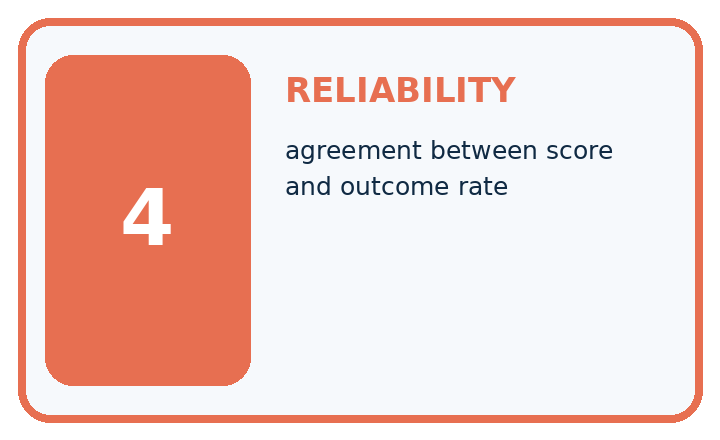 4
RELIABILITY
agreement between score
and outcome rate